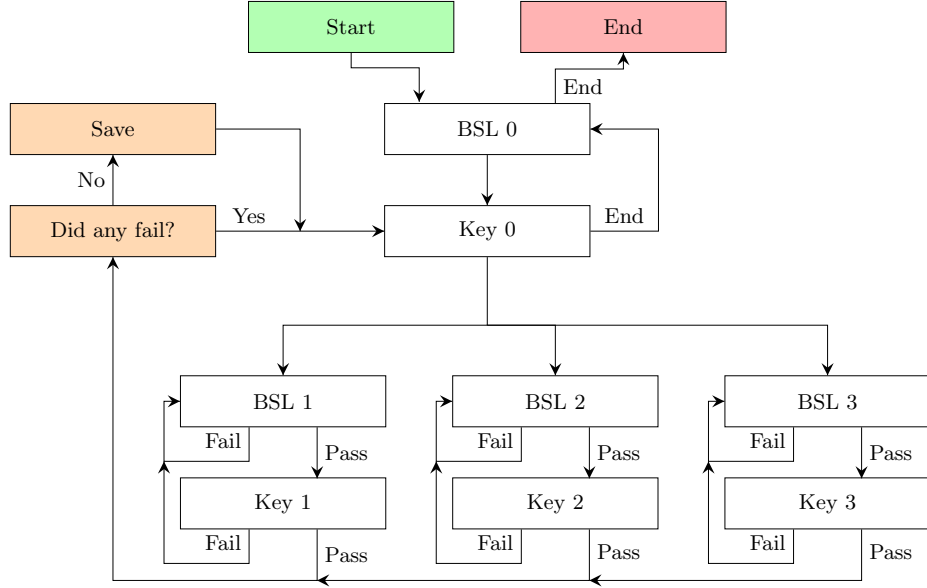 Start
End
End
Save
BSL 0
No
Did any fail?
Yes
Key 0
End
BSL 1
BSL 2
BSL 3
Fail
Pass
Fail
Pass
Fail
Pass
Key 1
Key 2
Key 3
Fail
Pass
Fail
Pass
Fail
Pass